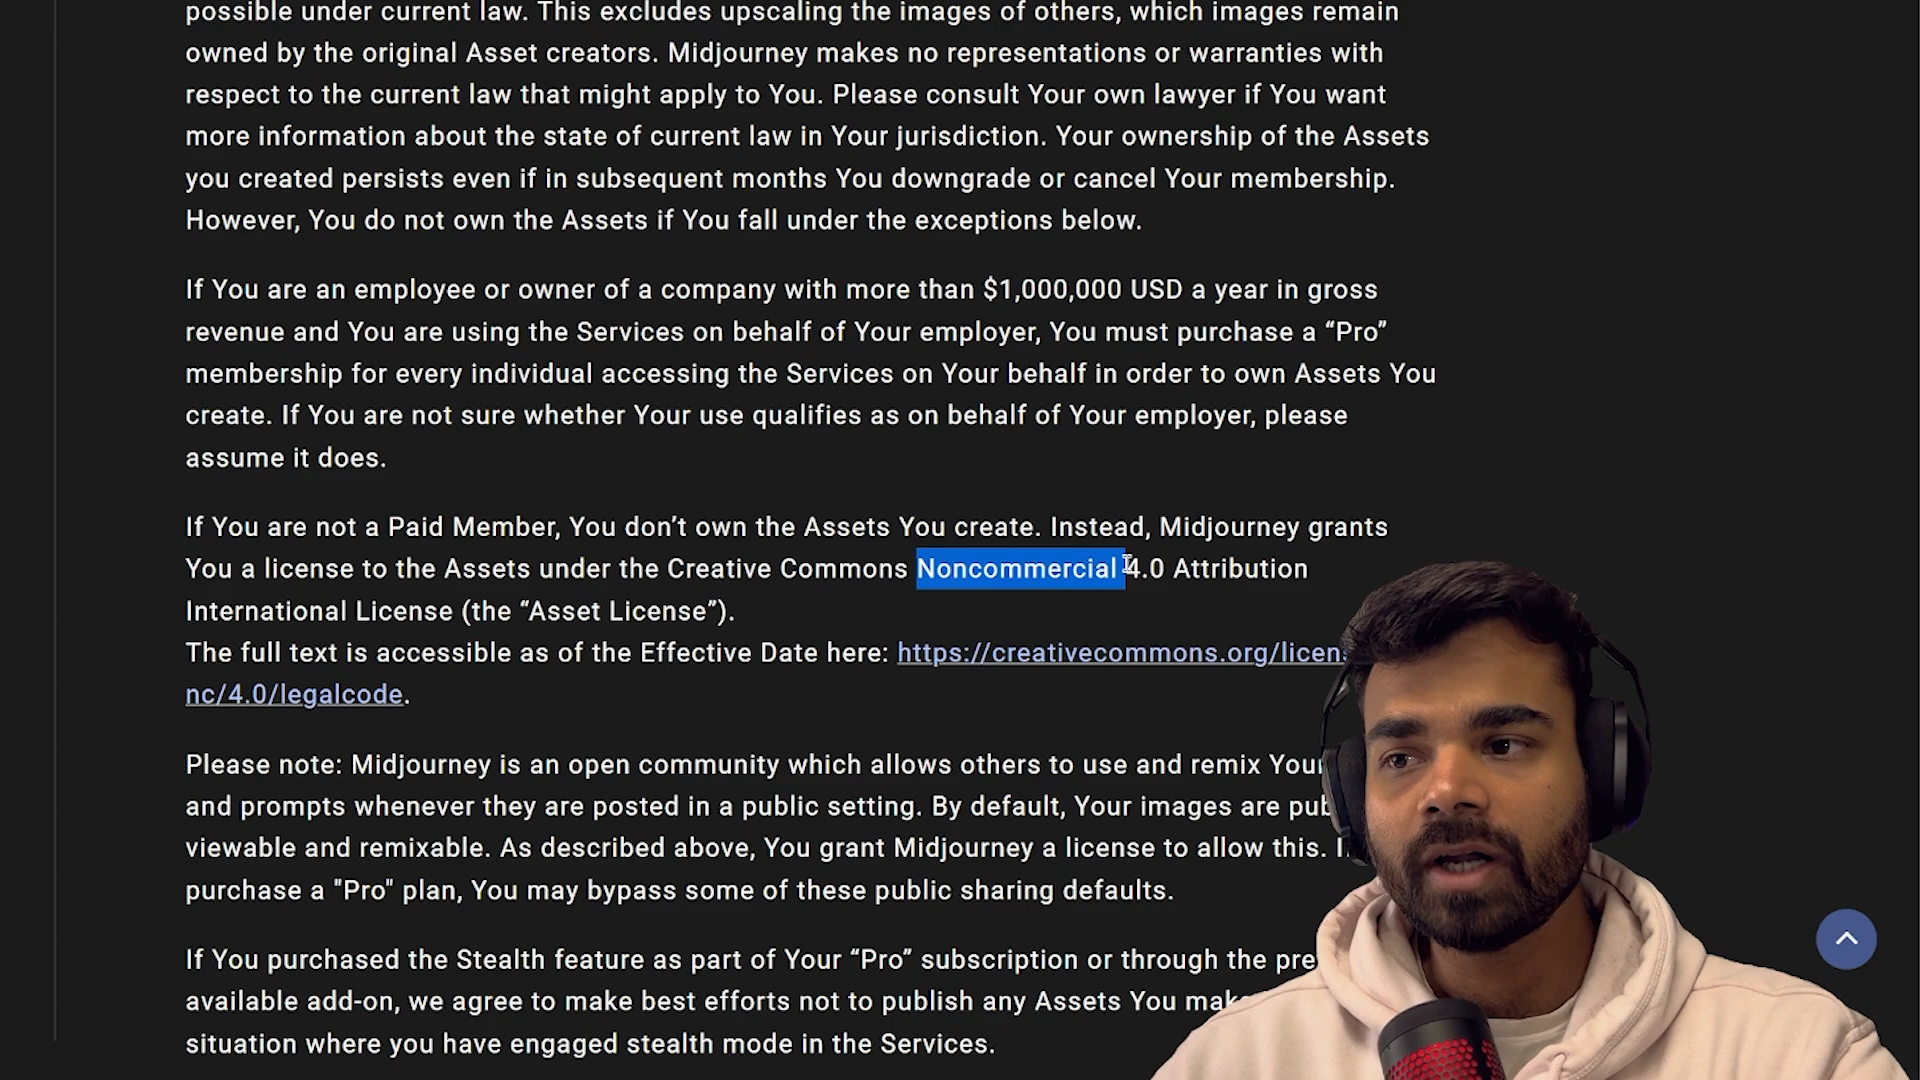 possible under current law. This excludes upscaling the images of others, which images remain
owned by the original Asset creators. Midjourney makes no representations or warranties with
respect to the current law that might apply to You. Please consult Your own lawyer if You want
more information about the state of current law in Your jurisdiction. Your ownership of the Assets
you created persists even if in subsequent months You downgrade or cancel Your membership.
However, You do not own the Assets if You fall under the exceptions below.
If You are an employee or owner of a company with more than $1,000,000 USD a year in gross
revenue and You are using the Services on behalf of Your employer, You must purchase a “Pro”
membership for every individual accessing the Services on Your behalf in order to own Assets You
create. If You are not sure whether Your use qualifies as on behalf of Your employer, please
assume it does.
If You are not a Paid Member, You don’t own the Assets You create. Instead, Midjourney grants
You a license to the Assets under the Creative Commons Noncommercial 4.0 Attribution
International License (the “Asset License”).
The full text is accessible as of the Effective Date here: https://creativecommons.org/licens
nc/4.0/legalcode.
Please note: Midjourney is an open community which allows others to use and remix Your
and prompts whenever they are posted in a public setting. By default, Your images are pub
viewable and remixable. As described above, You grant Midjourney a license to allow this.
purchase a "Pro" plan, You may bypass some of these public sharing defaults.
If You purchased the Stealth feature as part of Your “Pro” subscription or through the pre
available add-on, we agree to make best efforts not to publish any Assets You make
situation where you have engaged stealth mode in the Services.